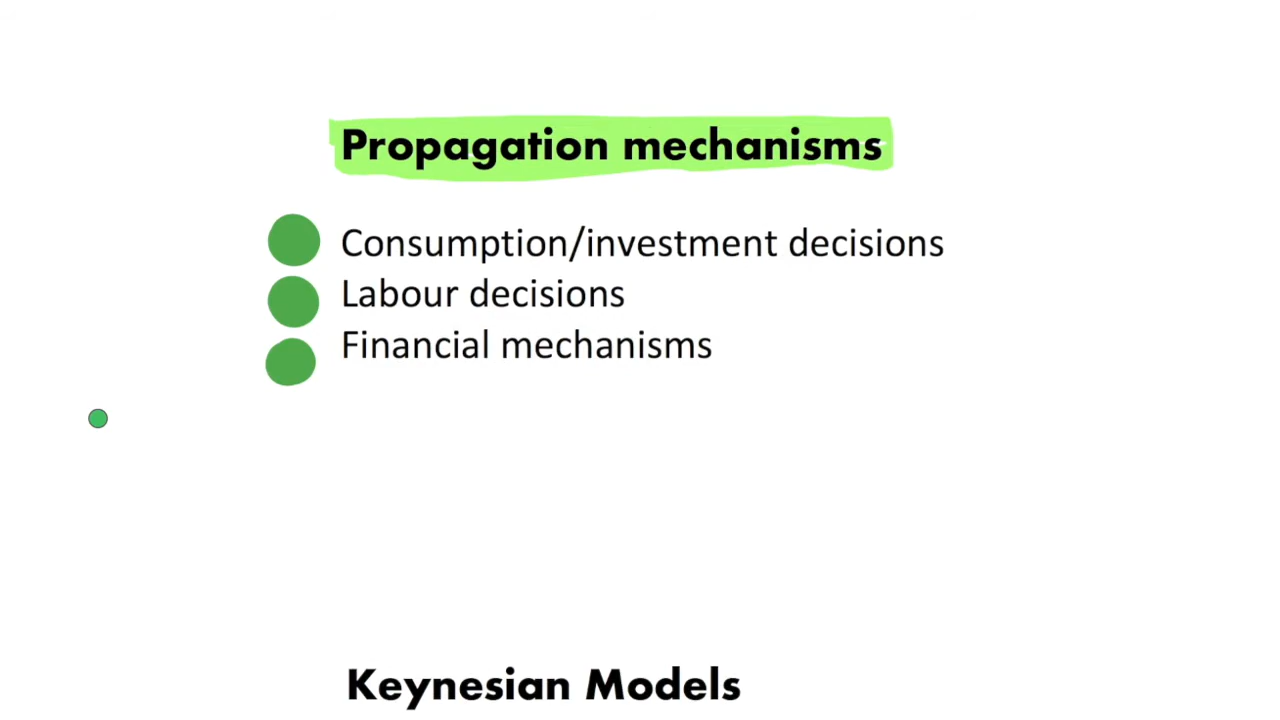 Propagation mechanisms
Consumption/investment decisions
Labour decisions
Financial mechanisms
Keynesian Models